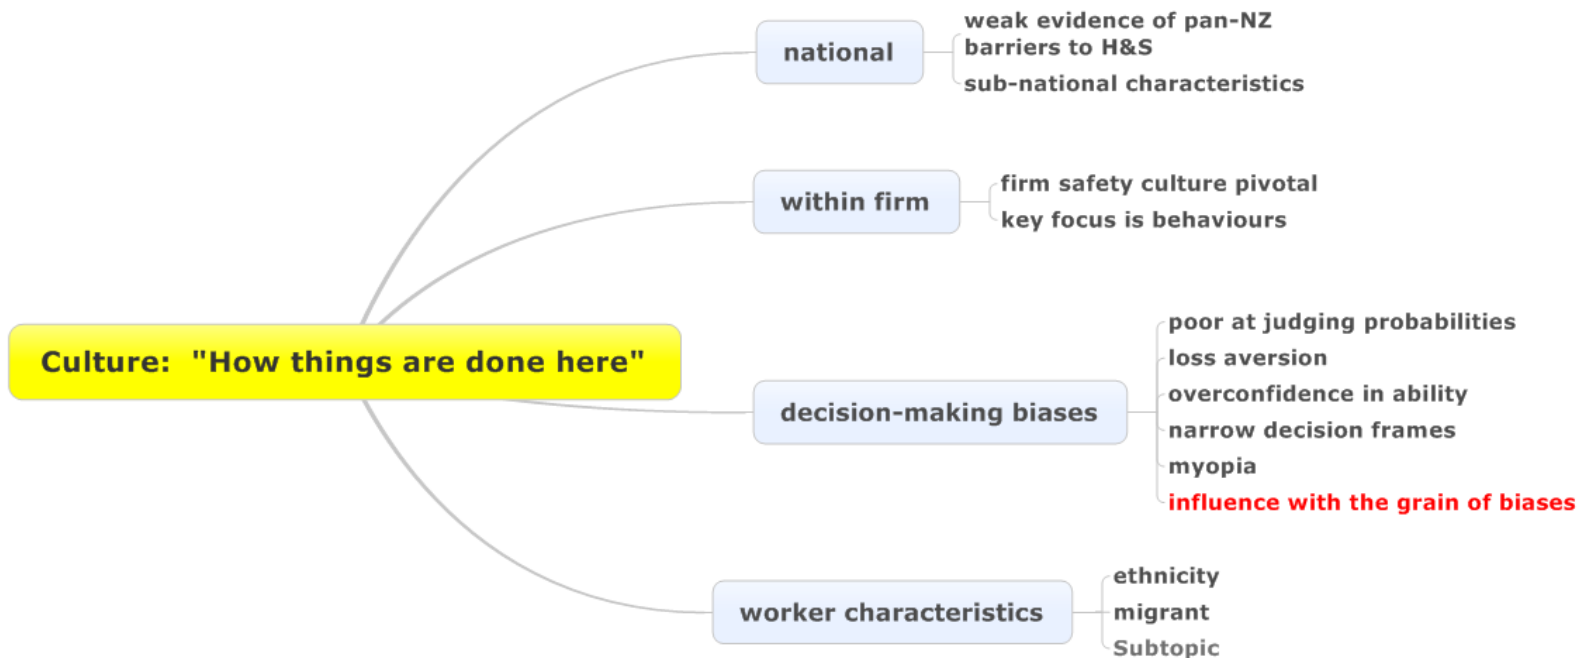 national
weak evidence of pan-NZ
barriers to H&S
sub-national characteristics
within firm
firm safety culture pivotal
key focus is behaviours
Culture:  "How things are done here"
decision-making biases
poor at judging probabilities
loss aversion
overconfidence in ability
narrow decision frames
myopia
influence with the grain of biases
worker characteristics
ethnicity
migrant
Subtopic